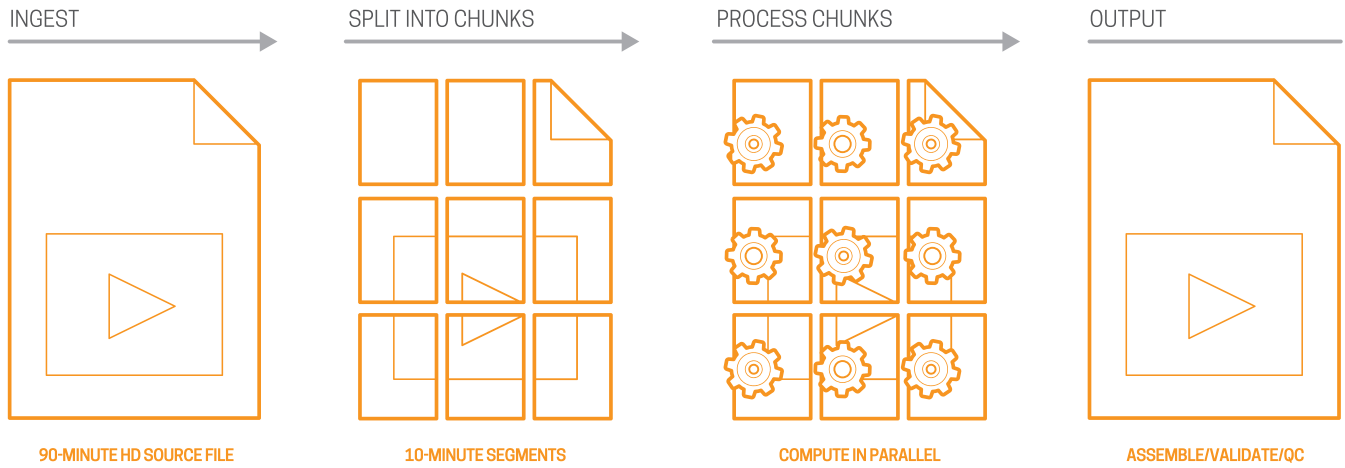 INGEST
SPLIT INTO CHUNKS
PROCESS CHUNKS
OUTPUT
90-MINUTE HD SOURCE FILE
10-MINUTE SEGMENTS
COMPUTE IN PARALLEL
ASSEMBLE/VALIDATE/QC